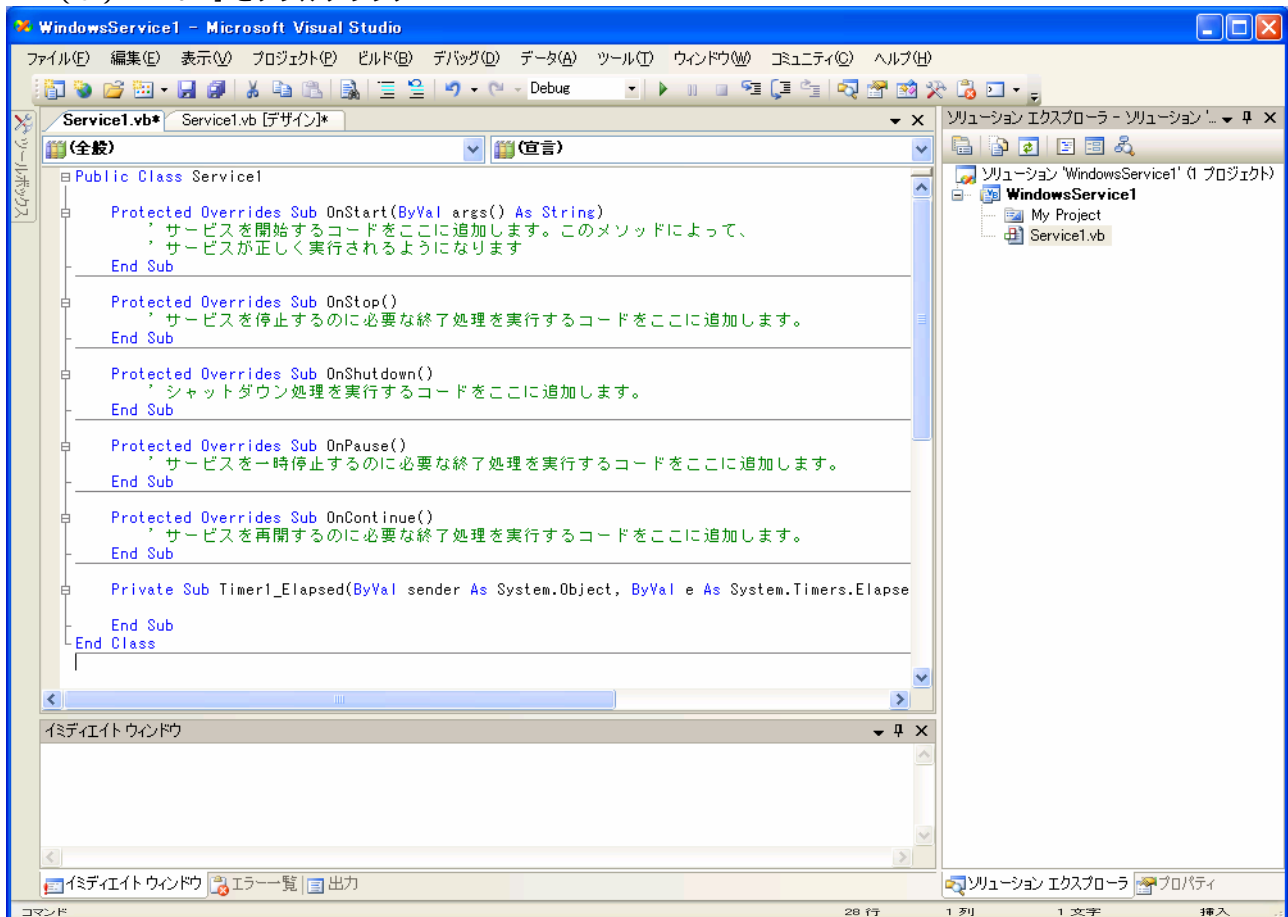 WindowsService1 - Microsoft Visual Studio
ファイル(F) 編集(E) 表示(V) プロジェクト(P) ビルド(B) デバッグ(D) データ(A) ツール(T) ウィンドウ(W) コミュニティ(C) ヘルプ(H)
Debug
ツールボックス
Service1.vb* Service1.vb [デザイン]*
(全般) (宣言)
Public Class Service1
Protected Overrides Sub OnStart(ByVal args() As String)
' サービスを開始するコードをここに追加します。このメソッドによって、
' サービスが正しく実行されるようになります
End Sub
Protected Overrides Sub OnStop()
' サービスを停止するのに必要な終了処理を実行するコードをここに追加します。
End Sub
Protected Overrides Sub OnShutdown()
' シャットダウン処理を実行するコードをここに追加します。
End Sub
Protected Overrides Sub OnPause()
' サービスを一時停止するのに必要な終了処理を実行するコードをここに追加します。
End Sub
Protected Overrides Sub OnContinue()
' サービスを再開するのに必要な終了処理を実行するコードをここに追加します。
End Sub
Private Sub Timer1_Elapsed(ByVal sender As System.Object, ByVal e As System.Timers.Elapse
End Sub
End Class
イミディエイト ウィンドウ
イミディエイト ウィンドウ エラー一覧 出力
ソリューション エクスプローラ - ソリューション '...
ソリューション 'WindowsService1' (1 プロジェクト)
WindowsService1
My Project
Service1.vb
ソリューション エクスプローラ プロパティ
コマンド 28 行 1 列 1 文字 挿入